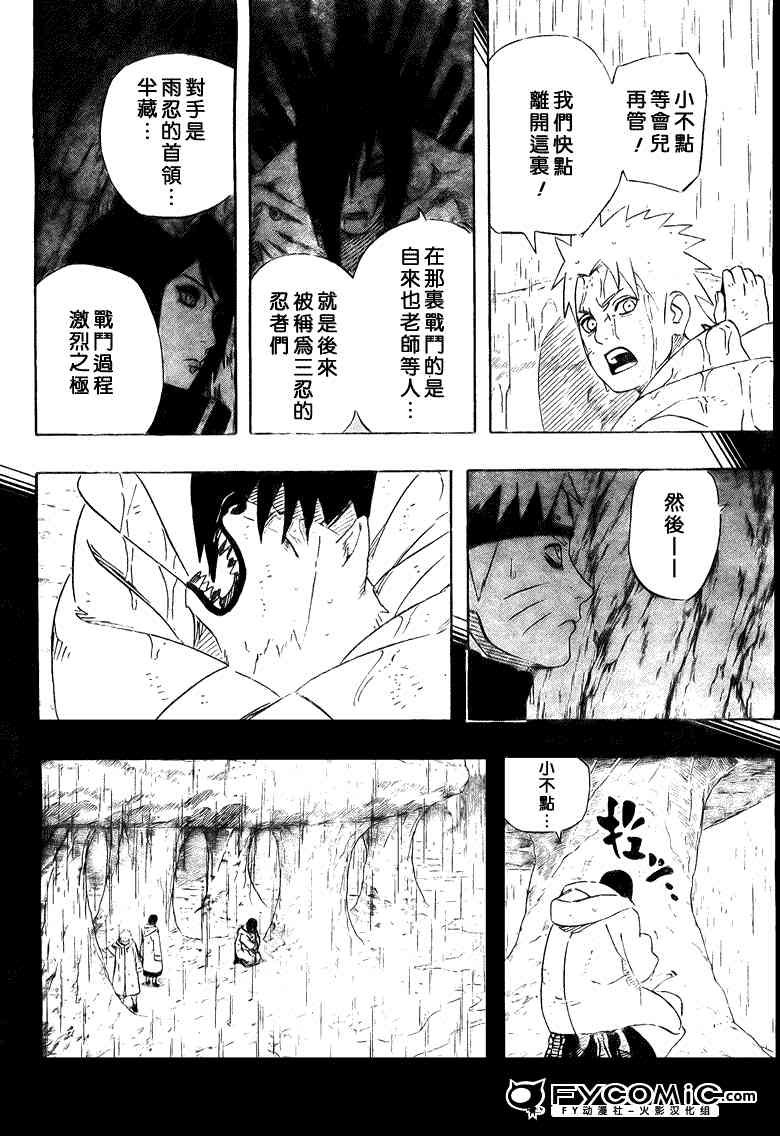 小不點
等會兒
再管！
我們快點
離開這裏！
在那裏戰鬥的是
自來也老師等人…
就是後來
被稱爲三忍的
忍者們
對手是
雨忍的首領…
半藏…
戰鬥過程
激烈之極
然後——
小不點…
ギュッ…
FYCOMIC.COM
FY动漫社-火影汉化组